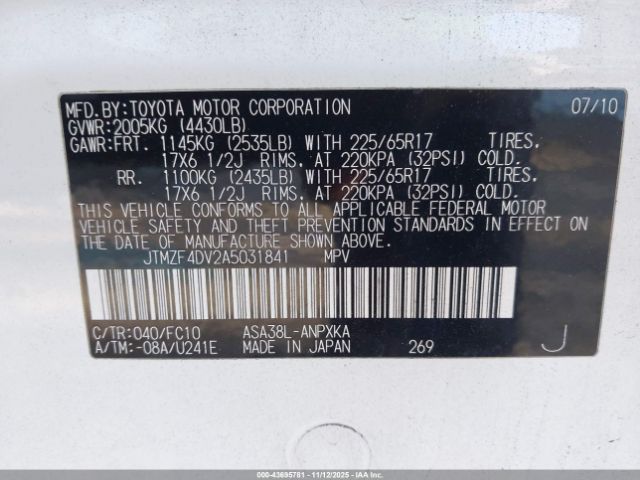 MFD.BY:TOYOTA MOTOR CORPORATION 07/10
GVWR:2005KG (4430LB)
GAWR:FRT. 1145KG (2535LB) WITH 225/65R17 TIRES,
17X6 1/2J RIMS, AT 220KPA (32PSI) COLD.
RR. 1100KG (2435LB) WITH 225/65R17 TIRES,
17X6 1/2J RIMS, AT 220KPA (32PSI) COLD.
THIS VEHICLE CONFORMS TO ALL APPLICABLE FEDERAL MOTOR
VEHICLE SAFETY AND THEFT PREVENTION STANDARDS IN EFFECT ON
THE DATE OF MANUFACTURE SHOWN ABOVE.
JTMZF4DV2A5031841 MPV
C/TR:040/FC10 ASA38L-ANPXKA
A/TM:-08A/U241E MADE IN JAPAN 269 J
000-43695761 - 11/12/2025 - IAAI.COM